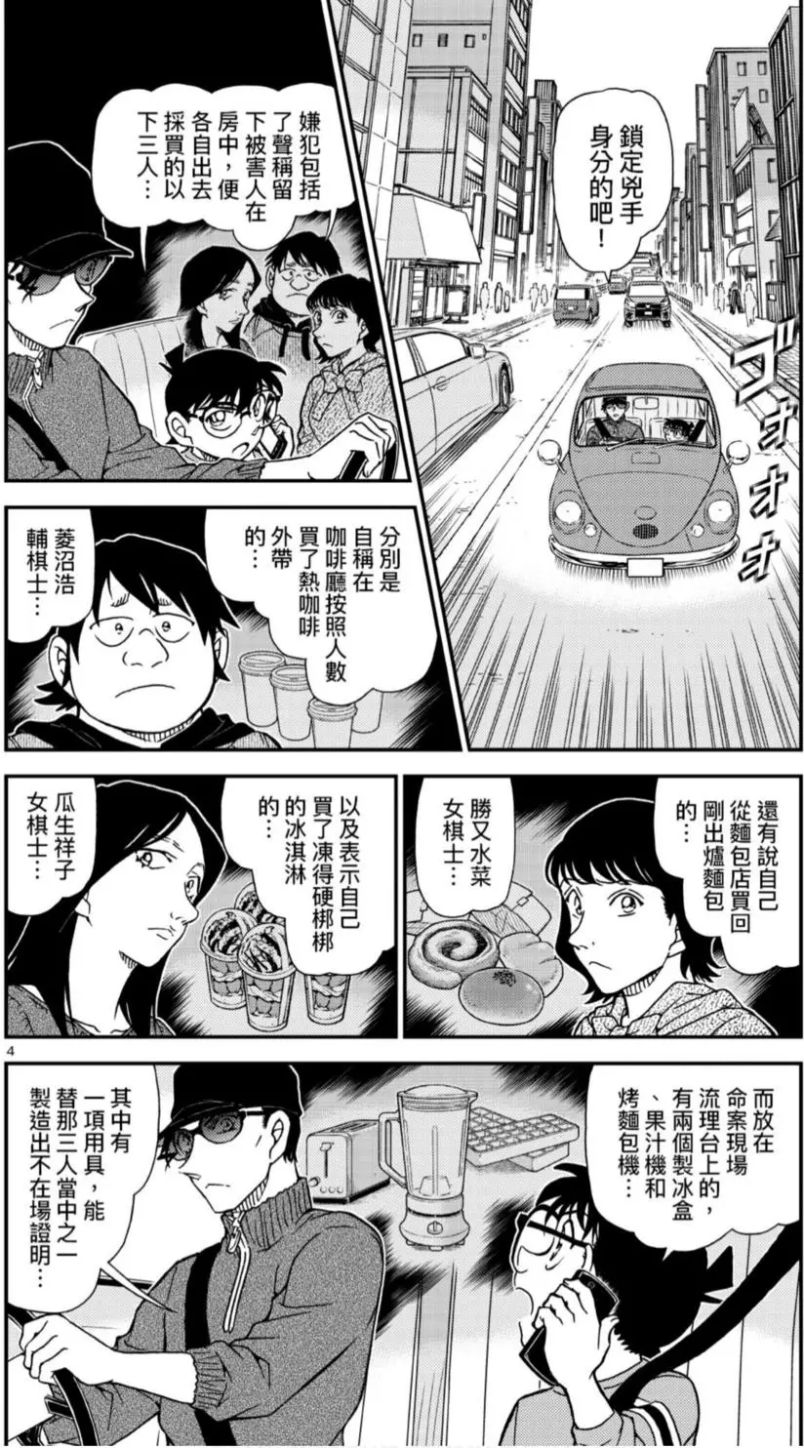 鎖定兇手
身分的吧！
ゴオオオ
嫌犯包括
了聲稱留
下被害人在
房中，便
各自出去
採買的以
下三人…
分別是
自稱在
咖啡廳按照人數
買了熱咖啡
外帶
的…
菱沼浩
輔棋士…
還有說自己
從麵包店買回
剛出爐麵包
的…
勝又水菜
女棋士…
以及表示自己
買了凍得硬梆梆
的冰淇淋
的…
瓜生祥子
女棋士…
4
而放在
命案現場
流理台上的，
有兩個製冰盒
、果汁機和
烤麵包機…
其中有
一項用具，能
替那三人當中之一
製造出不在場證明…